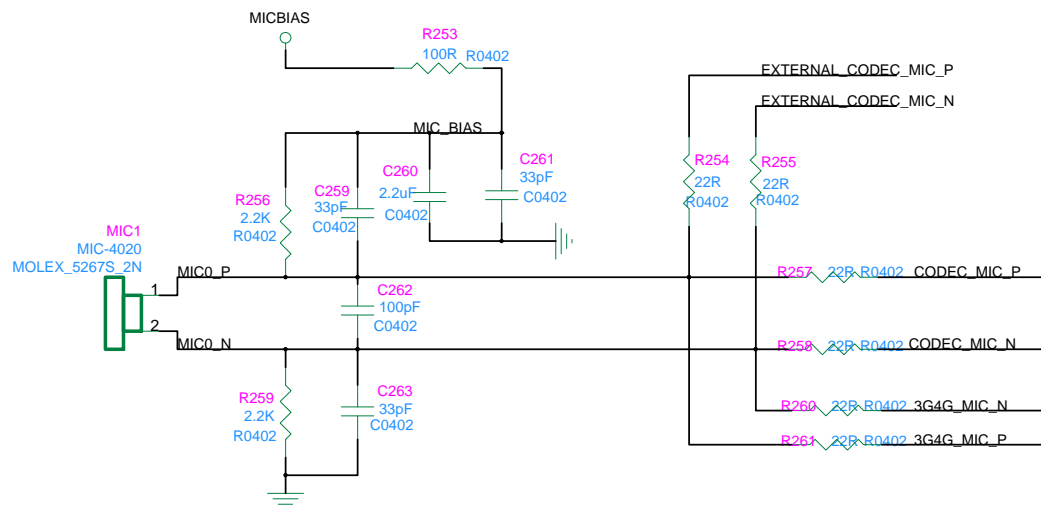 MICBIAS
R253
100R R0402
EXTERNAL_CODEC_MIC_P
EXTERNAL_CODEC_MIC_N
MIC_BIAS
R254
22R
R0402
R255
22R
R0402
C261
33pF
C0402
C260
2.2uF
C0402
C259
33pF
C0402
R256
2.2K
R0402
MIC1
MIC-4020
MOLEX_5267S_2N
1
2
MIC0_P
MIC0_N
C262
100pF
C0402
R257 22R R0402 CODEC_MIC_P
R258 22R R0402 CODEC_MIC_N
R259
2.2K
R0402
C263
33pF
C0402
R260 22R R0402 3G4G_MIC_N
R261 22R R0402 3G4G_MIC_P